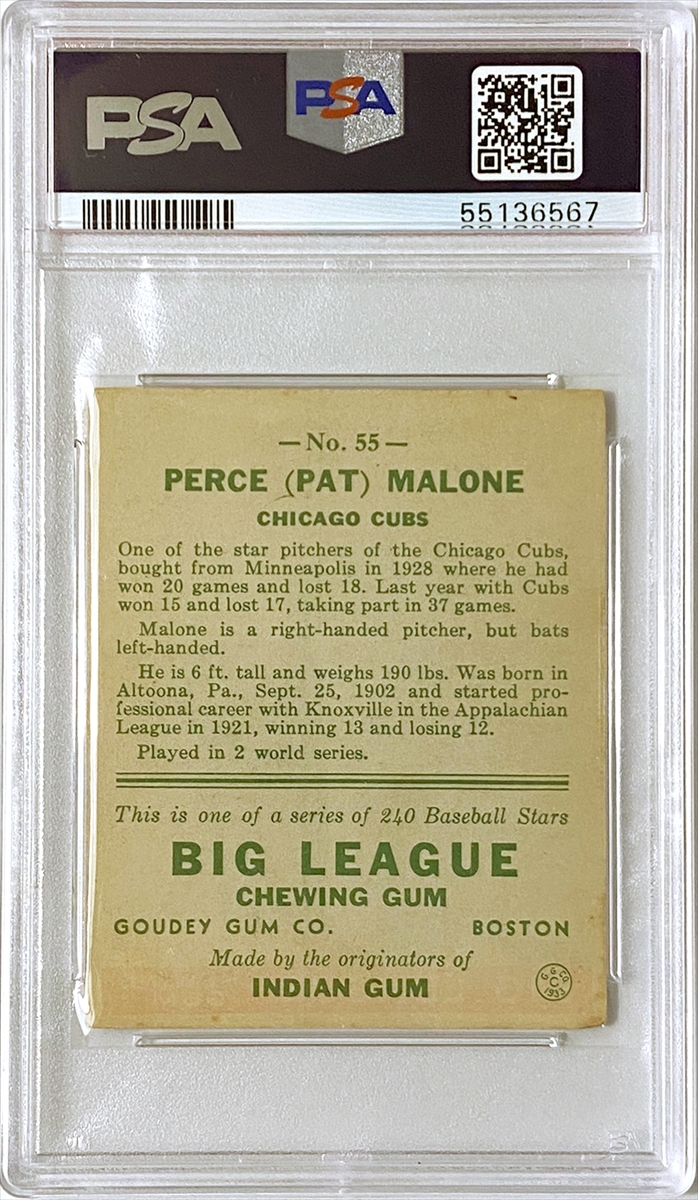 PSA
PSA
55136567
— No. 55 —
PERCE (PAT) MALONE
CHICAGO CUBS
One of the star pitchers of the Chicago Cubs,
bought from Minneapolis in 1928 where he had
won 20 games and lost 18. Last year with Cubs
won 15 and lost 17, taking part in 37 games.
Malone is a right-handed pitcher, but bats
left-handed.
He is 6 ft. tall and weighs 190 lbs. Was born in
Altoona, Pa., Sept. 25, 1902 and started pro-
fessional career with Knoxville in the Appalachian
League in 1921, winning 13 and losing 12.
Played in 2 world series.
This is one of a series of 240 Baseball Stars
BIG LEAGUE
CHEWING GUM
GOUDEY GUM CO. BOSTON
Made by the originators of
INDIAN GUM
G G CO
C
1933